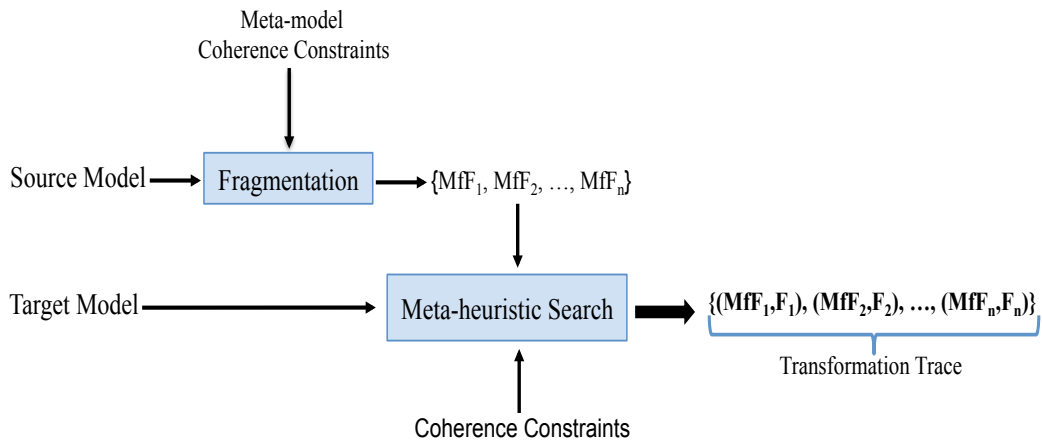 Meta-model
Coherence Constraints
Source Model
Fragmentation
{MfF₁, MfF₂, …, MfFₙ}
Target Model
Meta-heuristic Search
{(MfF₁,F₁), (MfF₂,F₂), …, (MfFₙ,Fₙ)}
Transformation Trace
Coherence Constraints